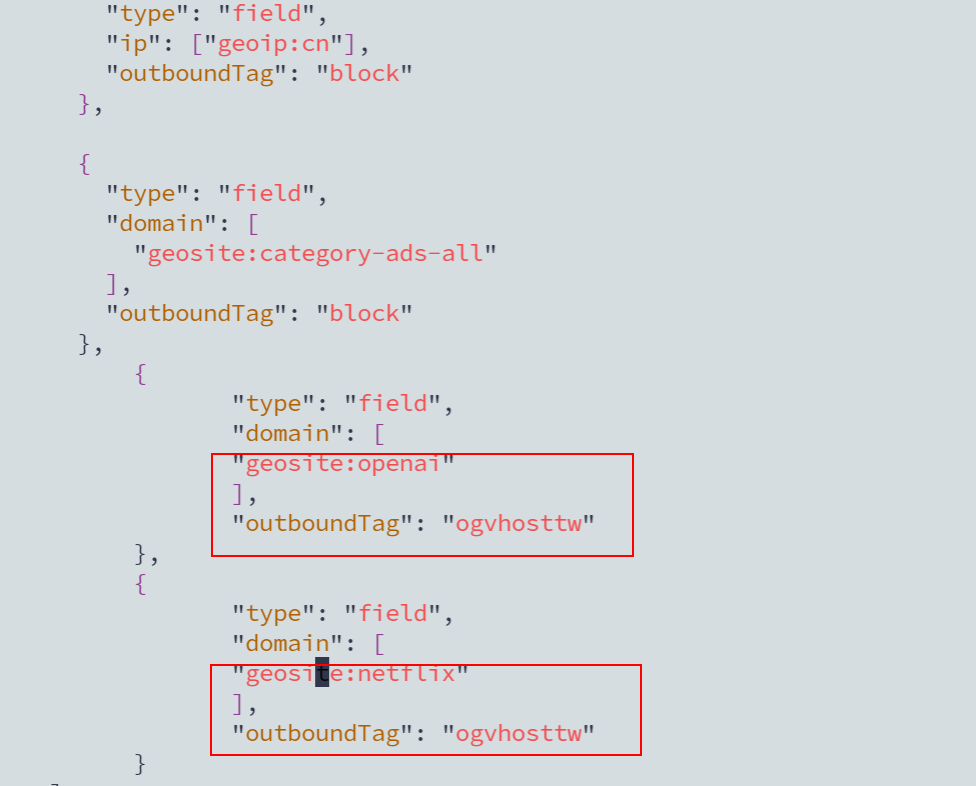 "type": "field",
"ip": ["geoip:cn"],
"outboundTag": "block"
},
{
"type": "field",
"domain": [
"geosite:category-ads-all"
],
"outboundTag": "block"
},
{
"type": "field",
"domain": [
"geosite:openai"
],
"outboundTag": "ogvhosttw"
},
{
"type": "field",
"domain": [
"geosite:netflix"
],
"outboundTag": "ogvhosttw"
}